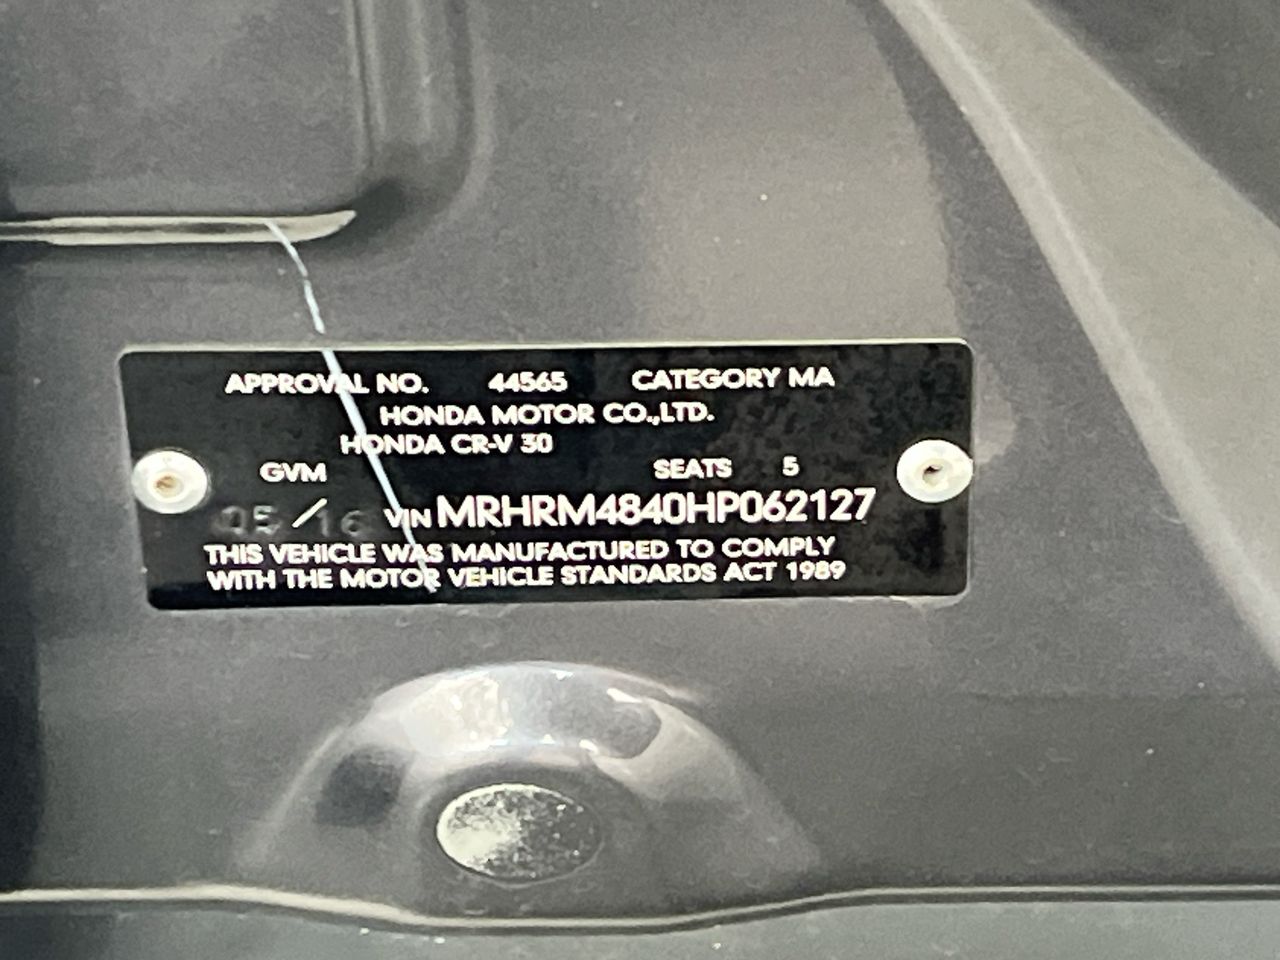 APPROVAL NO. 44565 CATEGORY MA
HONDA MOTOR CO.,LTD.
HONDA CR-V 30
GVM SEATS 5
05/16 VIN MRHRM4840HP062127
THIS VEHICLE WAS MANUFACTURED TO COMPLY
WITH THE MOTOR VEHICLE STANDARDS ACT 1989